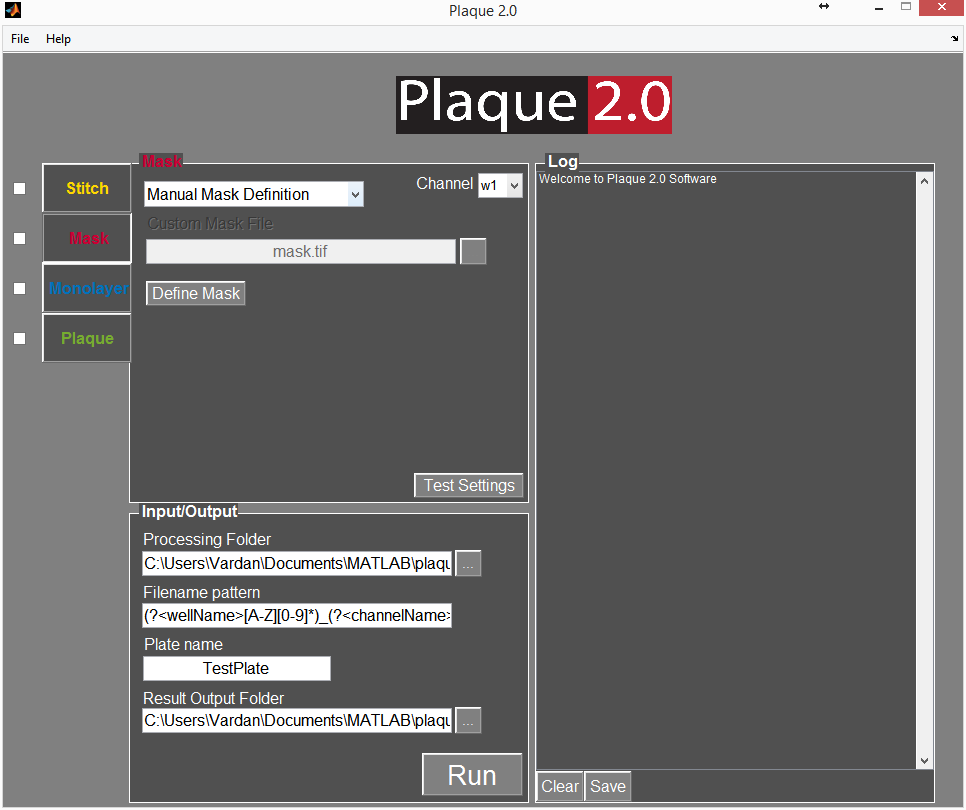 Plaque 2.0
File Help
Plaque 2.0
Stitch
Mask
Monolayer
Plaque
Mask
Manual Mask Definition
Channel w1
Custom Mask File
mask.tif
Define Mask
Test Settings
Input/Output
Processing Folder
C:\Users\Vardan\Documents\MATLAB\plaqu
...
Filename pattern
(?<wellName>[A-Z][0-9]*)_(?<channelName>
Plate name
TestPlate
Result Output Folder
C:\Users\Vardan\Documents\MATLAB\plaqu
...
Run
Log
Welcome to Plaque 2.0 Software
Clear Save